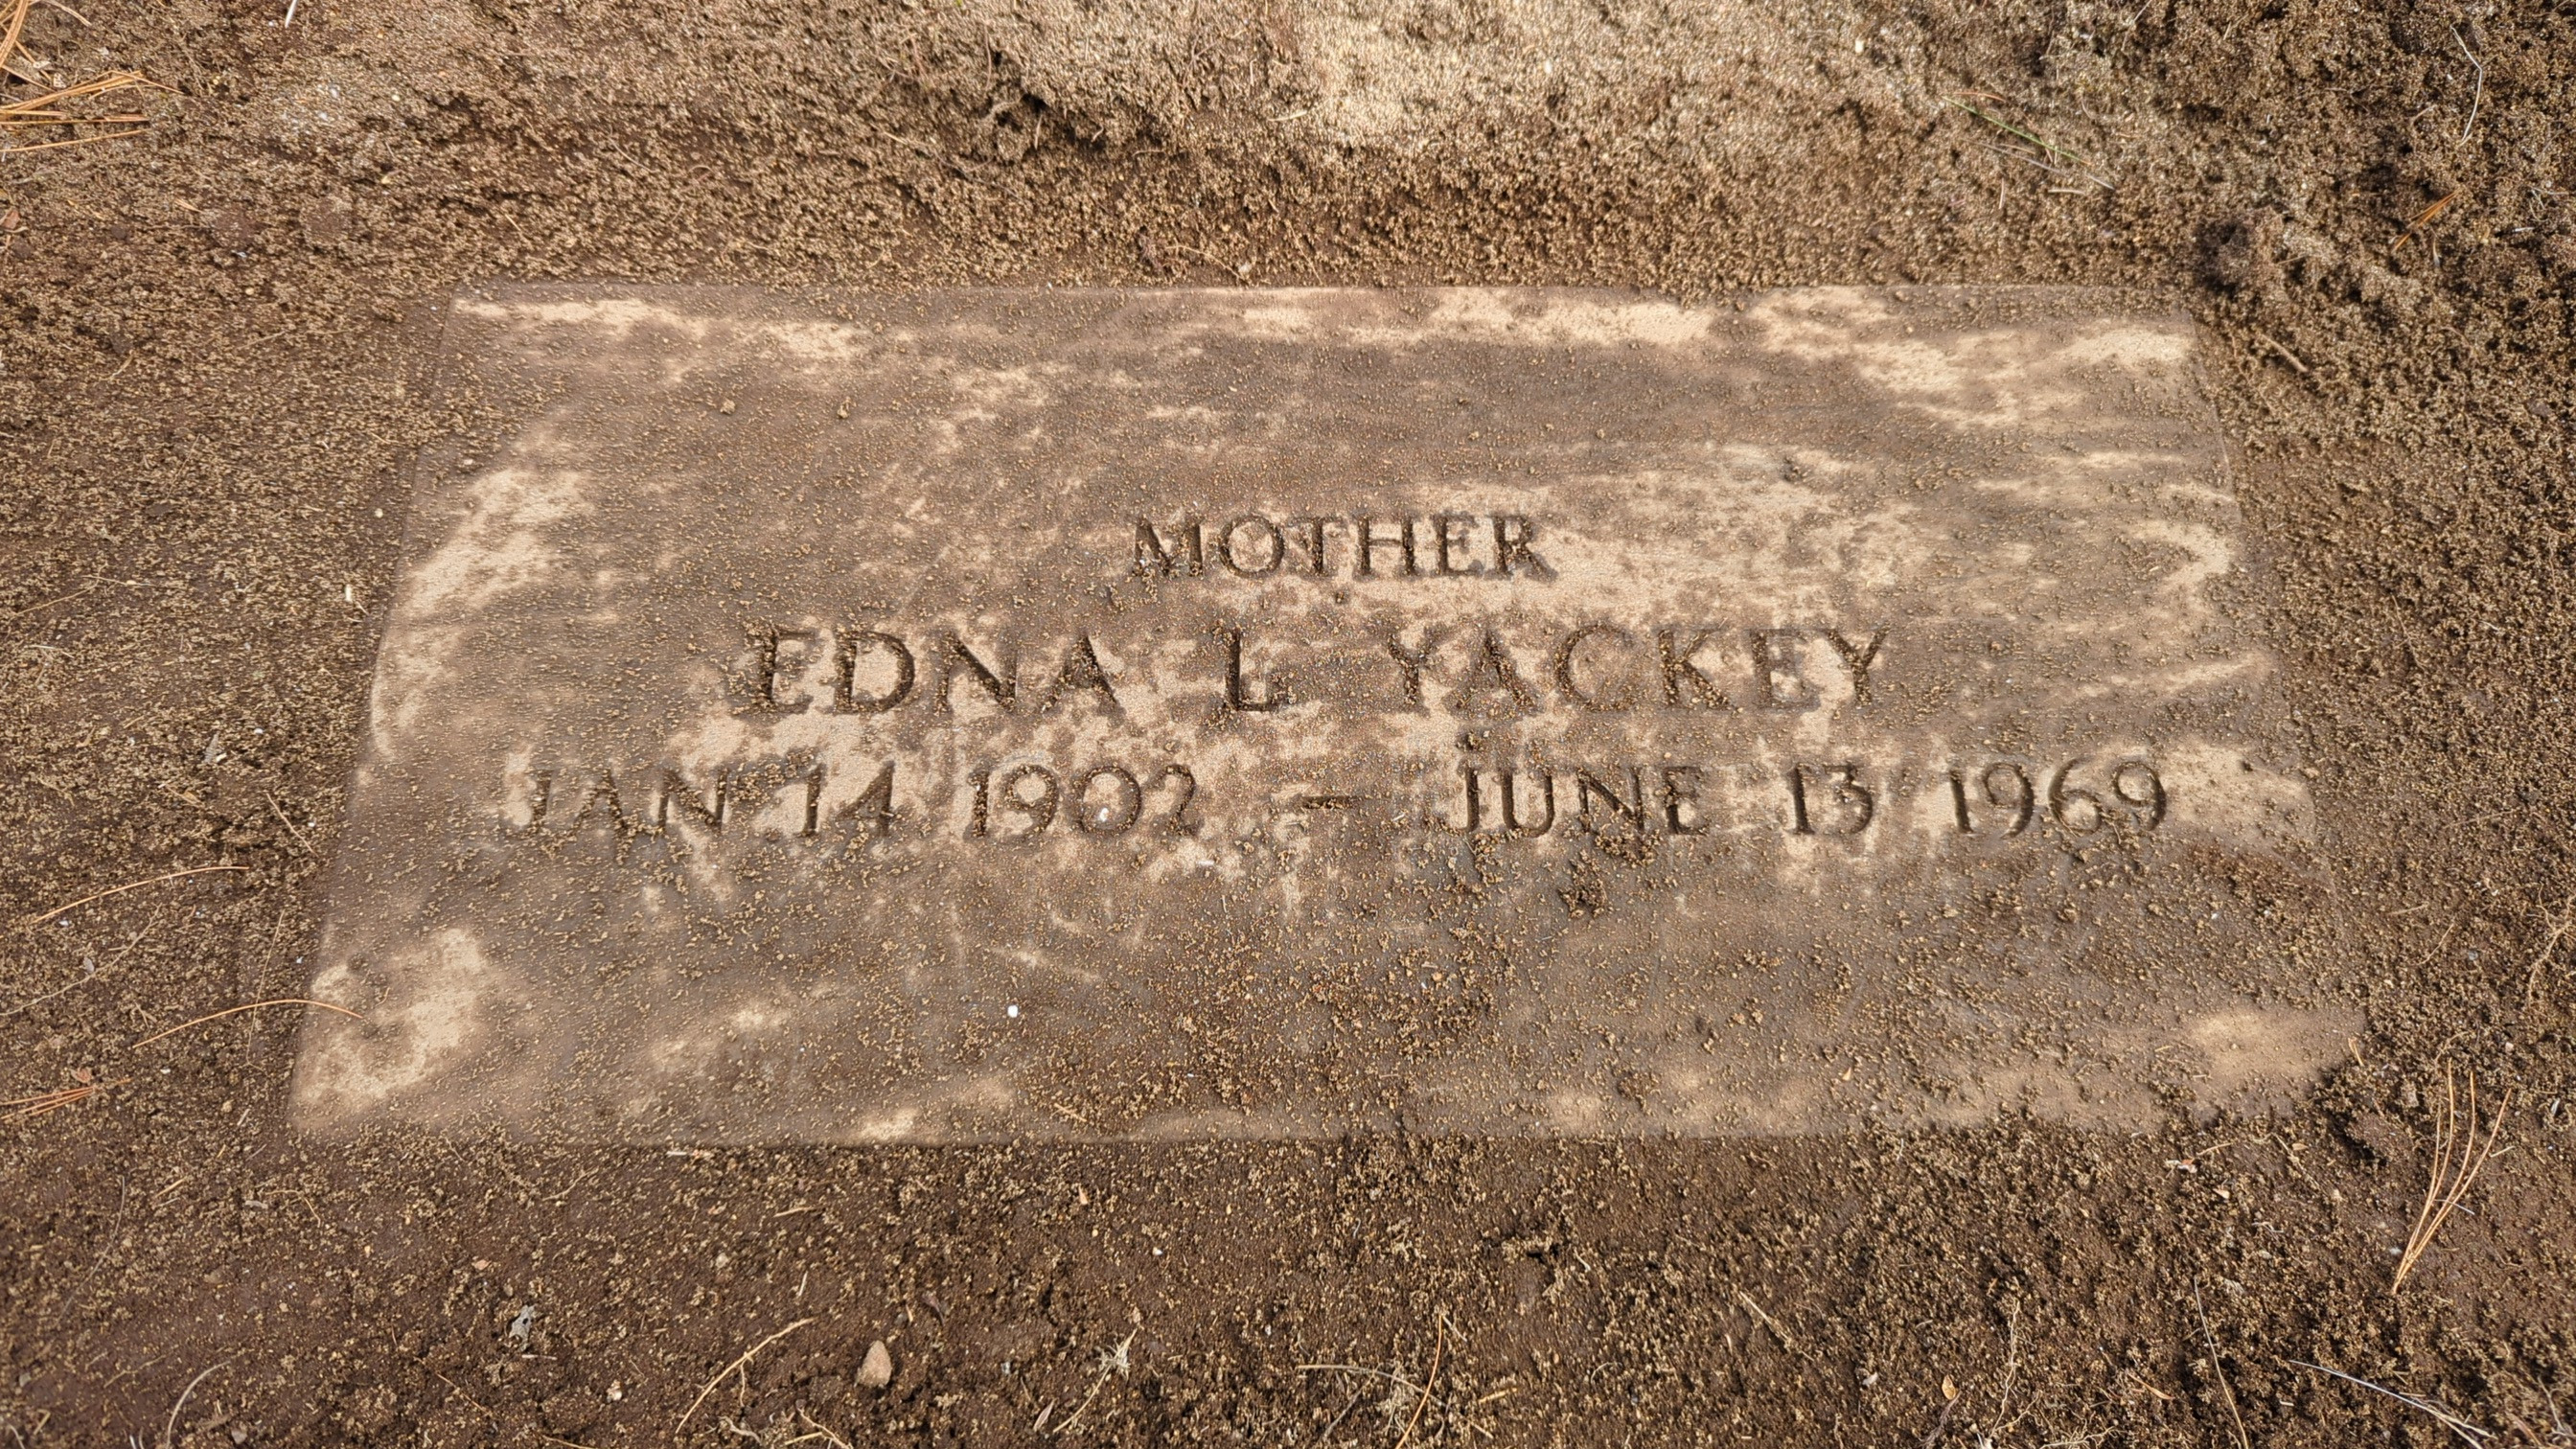 MOTHER
EDNA L YACKEY
JAN 14 1902 – JUNE 13 1969